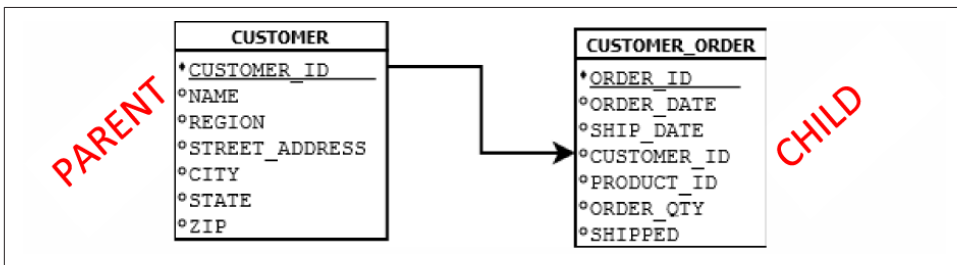 PARENT
CUSTOMER
CUSTOMER_ID
NAME
REGION
STREET_ADDRESS
CITY
STATE
ZIP
CUSTOMER_ORDER
ORDER_ID
ORDER_DATE
SHIP_DATE
CUSTOMER_ID
PRODUCT_ID
ORDER_QTY
SHIPPED
CHILD